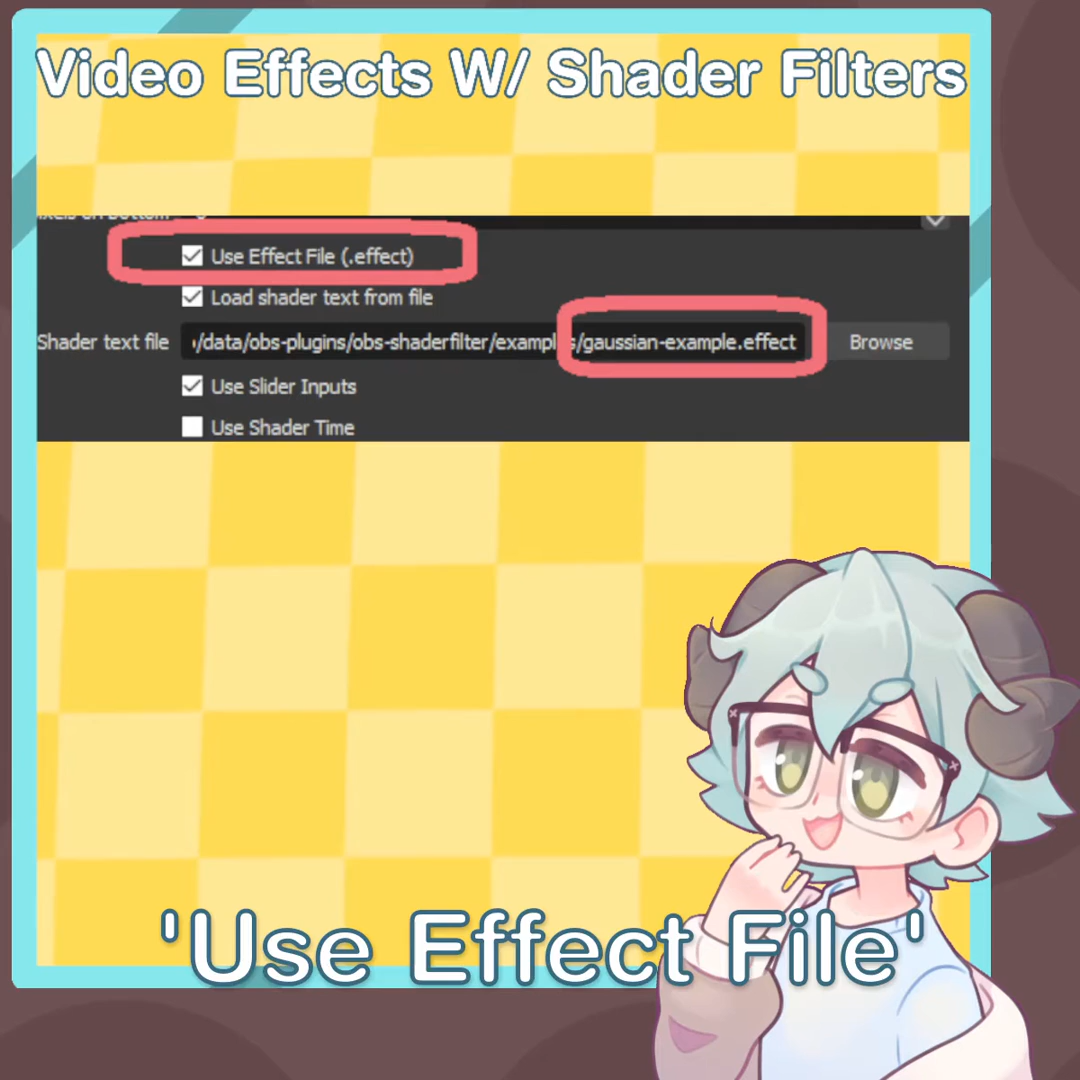 Video Effects W/ Shader Filters
Use Effect File (.effect)
Load shader text from file
Shader text file /data/obs-plugins/obs-shaderfilter/examples/gaussian-example.effect Browse
Use Slider Inputs
Use Shader Time
'Use Effect File'